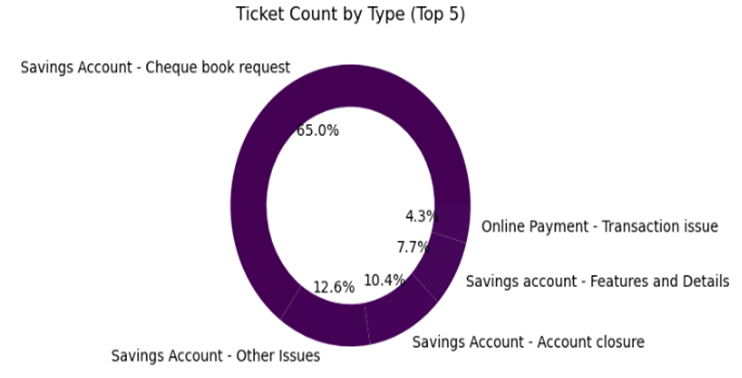 Ticket Count by Type (Top 5)
Savings Account - Cheque book request
65.0%
4.3%
Online Payment - Transaction issue
7.7%
Savings account - Features and Details
10.4%
12.6%
Savings Account - Account closure
Savings Account - Other Issues